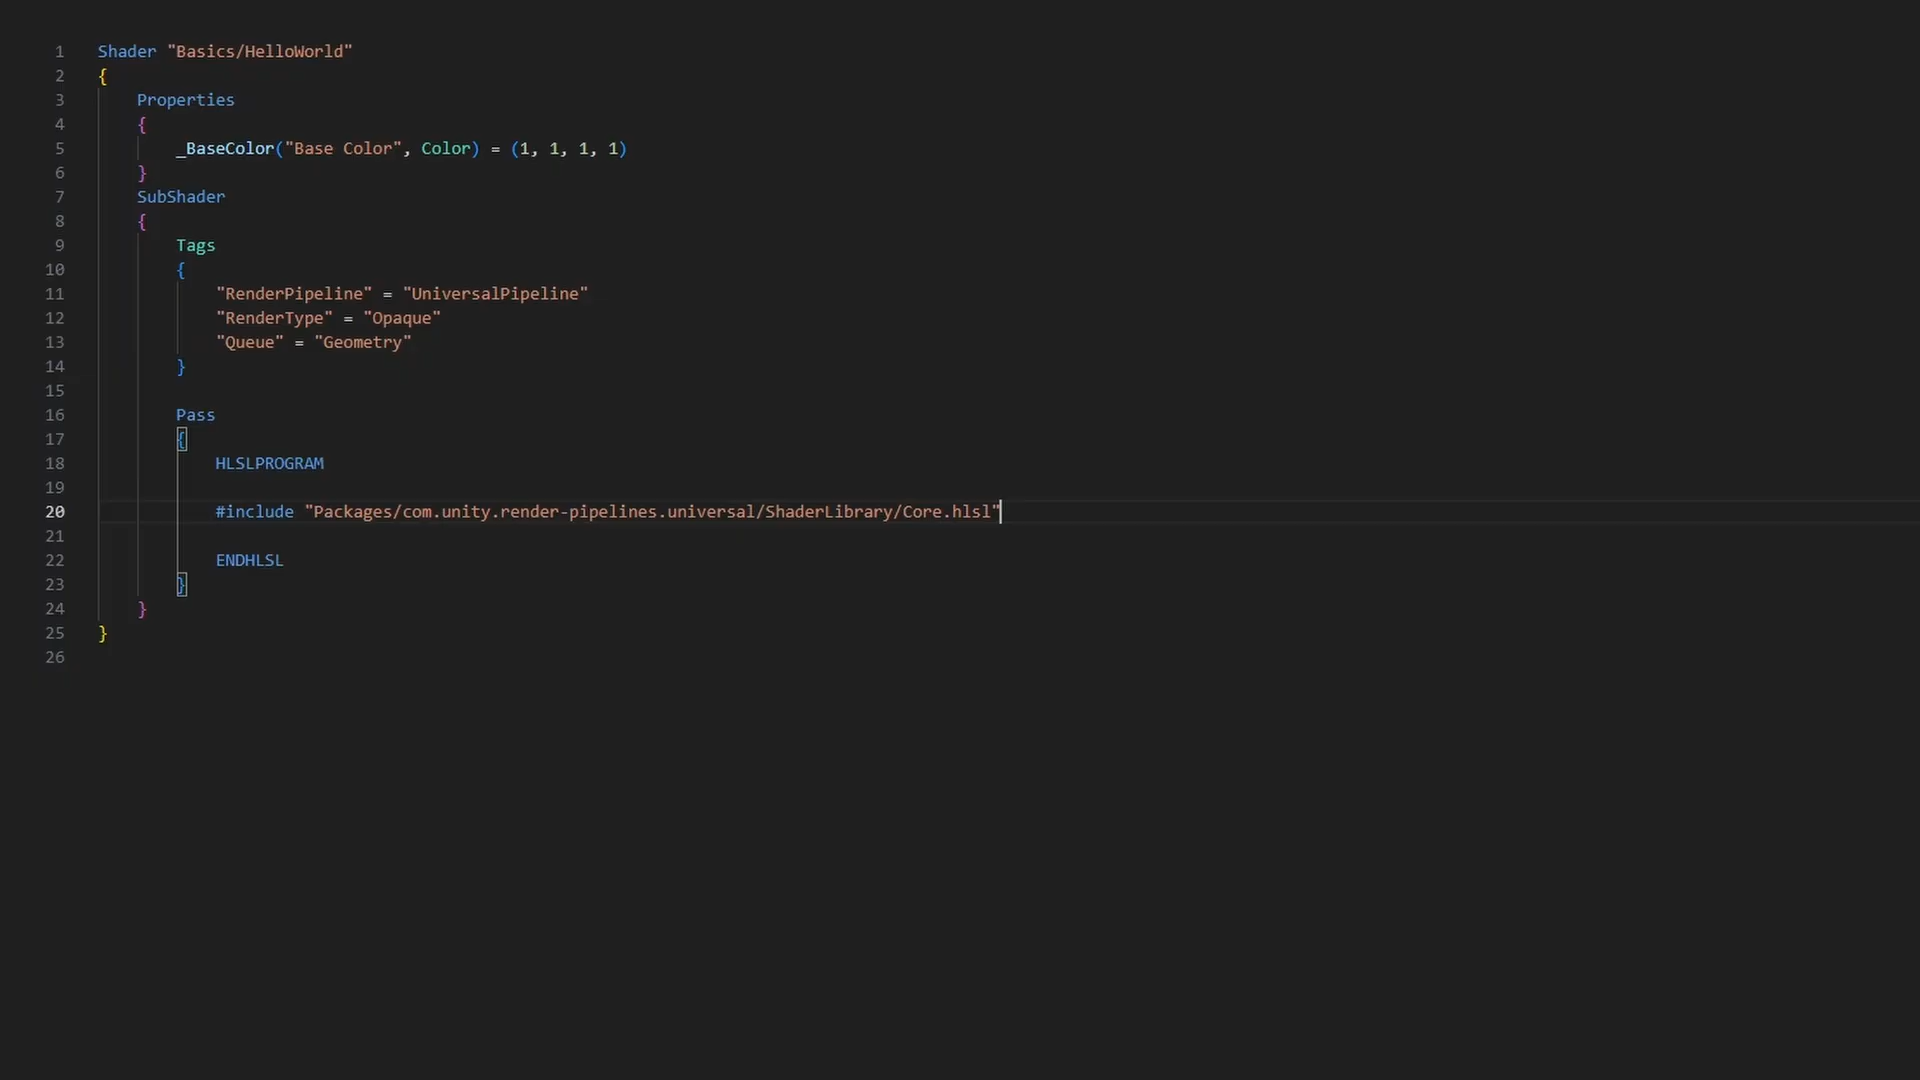 1 Shader "Basics/HelloWorld"
2 {
3 Properties
4 {
5 _BaseColor("Base Color", Color) = (1, 1, 1, 1)
6 }
7 SubShader
8 {
9 Tags
10 {
11 "RenderPipeline" = "UniversalPipeline"
12 "RenderType" = "Opaque"
13 "Queue" = "Geometry"
14 }
15
16 Pass
17 {
18 HLSLPROGRAM
19
20 #include "Packages/com.unity.render-pipelines.universal/ShaderLibrary/Core.hlsl"
21
22 ENDHLSL
23 }
24 }
25 }
26